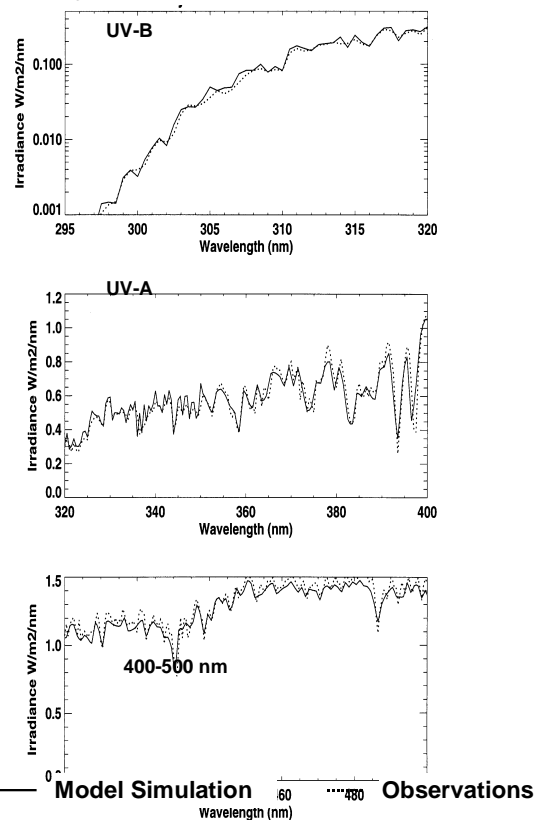 UV-B
Irradiance W/m2/nm
0.100
0.010
0.001
295 300 305 310 315 320
Wavelength (nm)
UV-A
Irradiance W/m2/nm
1.2
1.0
0.8
0.6
0.4
0.2
0.0
320 340 360 380 400
Wavelength (nm)
400-500 nm
Irradiance W/m2/nm
1.5
1.0
0.5
Model Simulation Observations
480
Wavelength (nm)